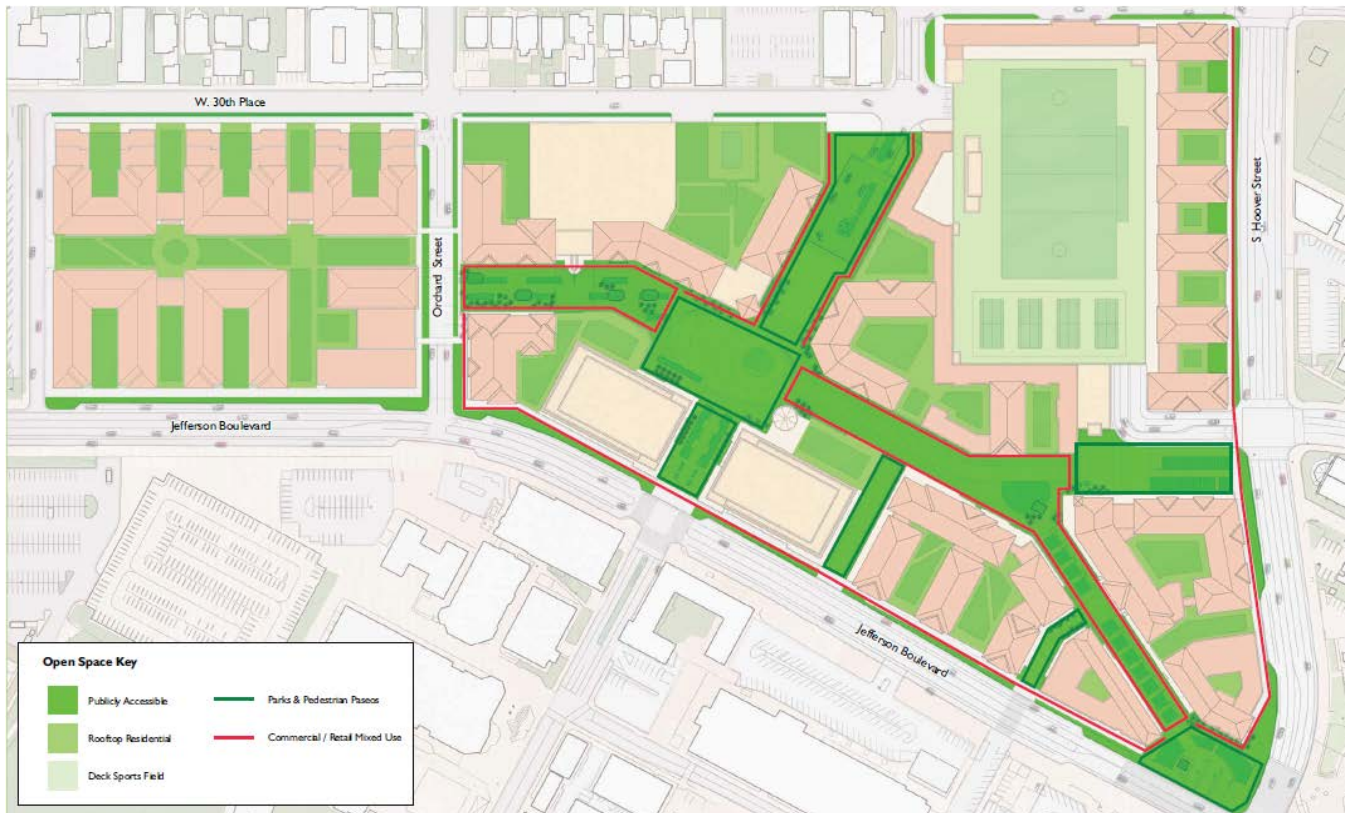 W. 30th Place
Orchard Street
S Hoover Street
Jefferson Boulevard
Jefferson Boulevard
Open Space Key
Publicly Accessible
Parks & Pedestrian Paseos
Rooftop Residential
Commercial / Retail Mixed Use
Deck Sports Field